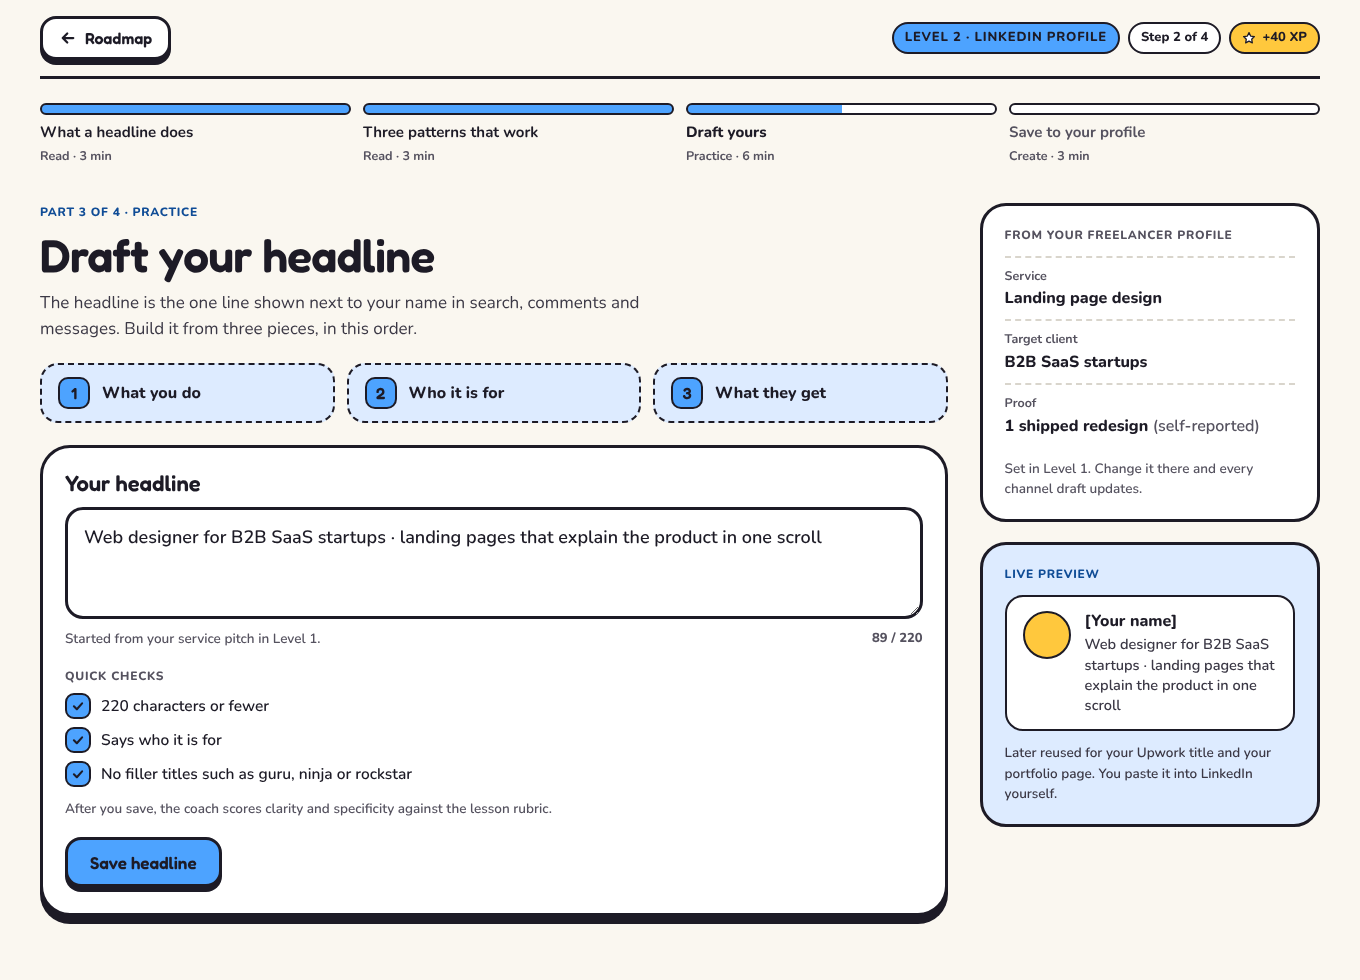 Roadmap
LEVEL 2 · LINKEDIN PROFILE
Step 2 of 4
+40 XP
What a headline does
Read · 3 min
Three patterns that work
Read · 3 min
Draft yours
Practice · 6 min
Save to your profile
Create · 3 min
PART 3 OF 4 · PRACTICE
Draft your headline
The headline is the one line shown next to your name in search, comments and
messages. Build it from three pieces, in this order.
1 What you do
2 Who it is for
3 What they get
Your headline
Web designer for B2B SaaS startups · landing pages that explain the product in one scroll
Started from your service pitch in Level 1.
89 / 220
QUICK CHECKS
220 characters or fewer
Says who it is for
No filler titles such as guru, ninja or rockstar
After you save, the coach scores clarity and specificity against the lesson rubric.
Save headline
FROM YOUR FREELANCER PROFILE
Service
Landing page design
Target client
B2B SaaS startups
Proof
1 shipped redesign (self-reported)
Set in Level 1. Change it there and every
channel draft updates.
LIVE PREVIEW
[Your name]
Web designer for B2B SaaS
startups · landing pages that
explain the product in one
scroll
Later reused for your Upwork title and your
portfolio page. You paste it into LinkedIn
yourself.